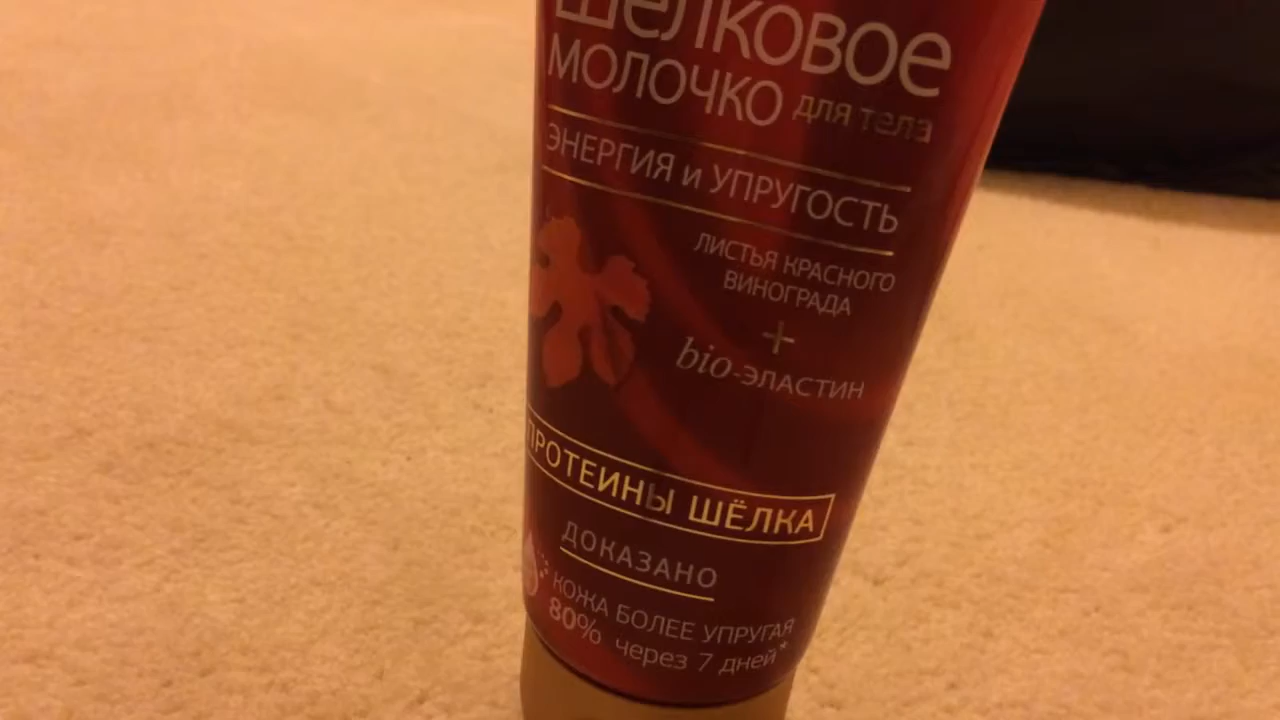 шёлковое
МОЛОЧКО для тела
ЭНЕРГИЯ и УПРУГОСТЬ
ЛИСТЬЯ КРАСНОГО
ВИНОГРАДА
+
bio-ЭЛАСТИН
ПРОТЕИНЫ ШЁЛКА
ДОКАЗАНО
КОЖА БОЛЕЕ УПРУГАЯ
80% через 7 дней*